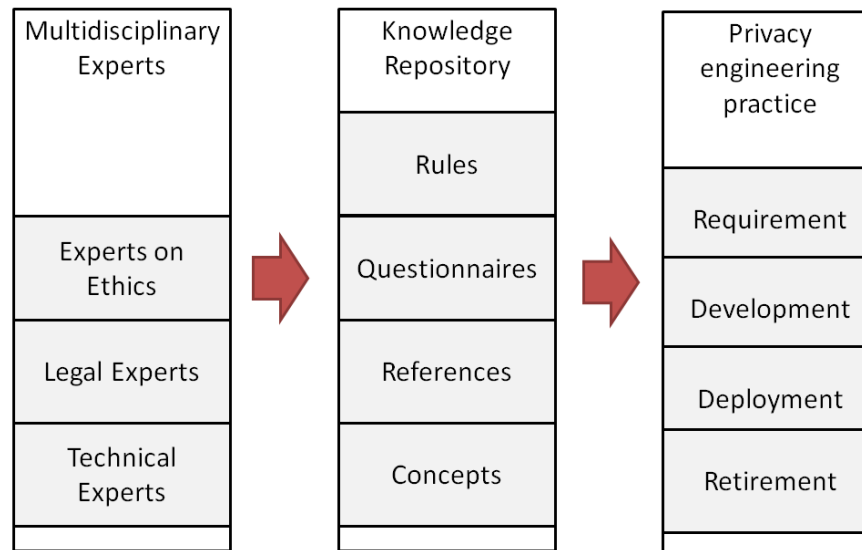 Multidisciplinary
Experts
Experts on
Ethics
Legal Experts
Technical
Experts
Knowledge
Repository
Rules
Questionnaires
References
Concepts
Privacy
engineering
practice
Requirement
Development
Deployment
Retirement